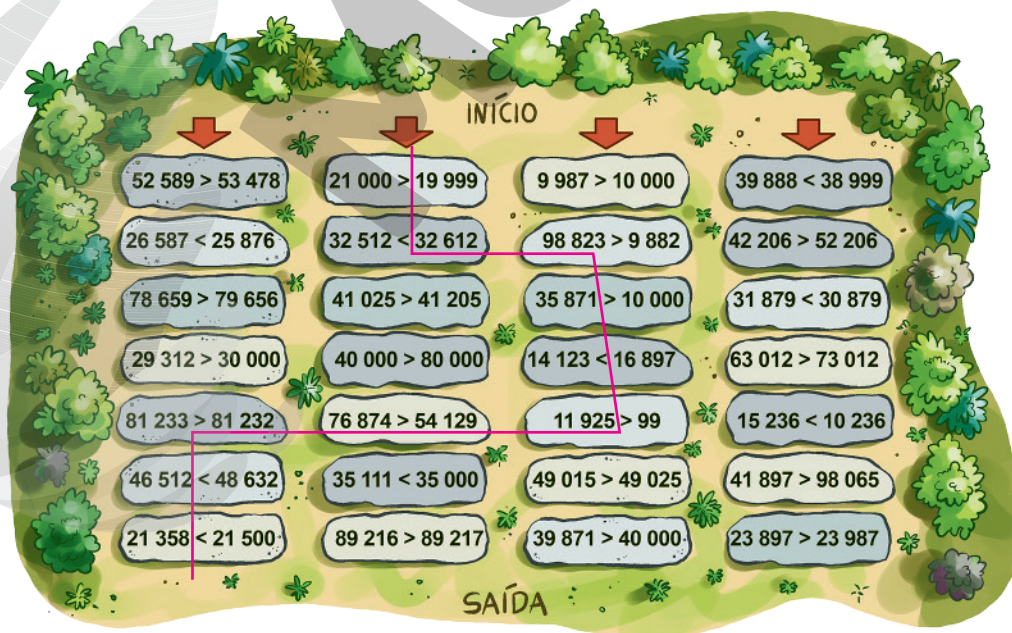 INÍCIO
52 589 > 53 478 21 000 > 19 999 9 987 > 10 000 39 888 < 38 999
26 587 < 25 876 32 512 < 32 612 98 823 > 9 882 42 206 > 52 206
78 659 > 79 656 41 025 > 41 205 35 871 > 10 000 31 879 < 30 879
29 312 > 30 000 40 000 > 80 000 14 123 < 16 897 63 012 > 73 012
81 233 > 81 232 76 874 > 54 129 11 925 > 99 15 236 < 10 236
46 512 < 48 632 35 111 < 35 000 49 015 > 49 025 41 897 > 98 065
21 358 < 21 500 89 216 > 89 217 39 871 > 40 000 23 897 > 23 987
SAÍDA